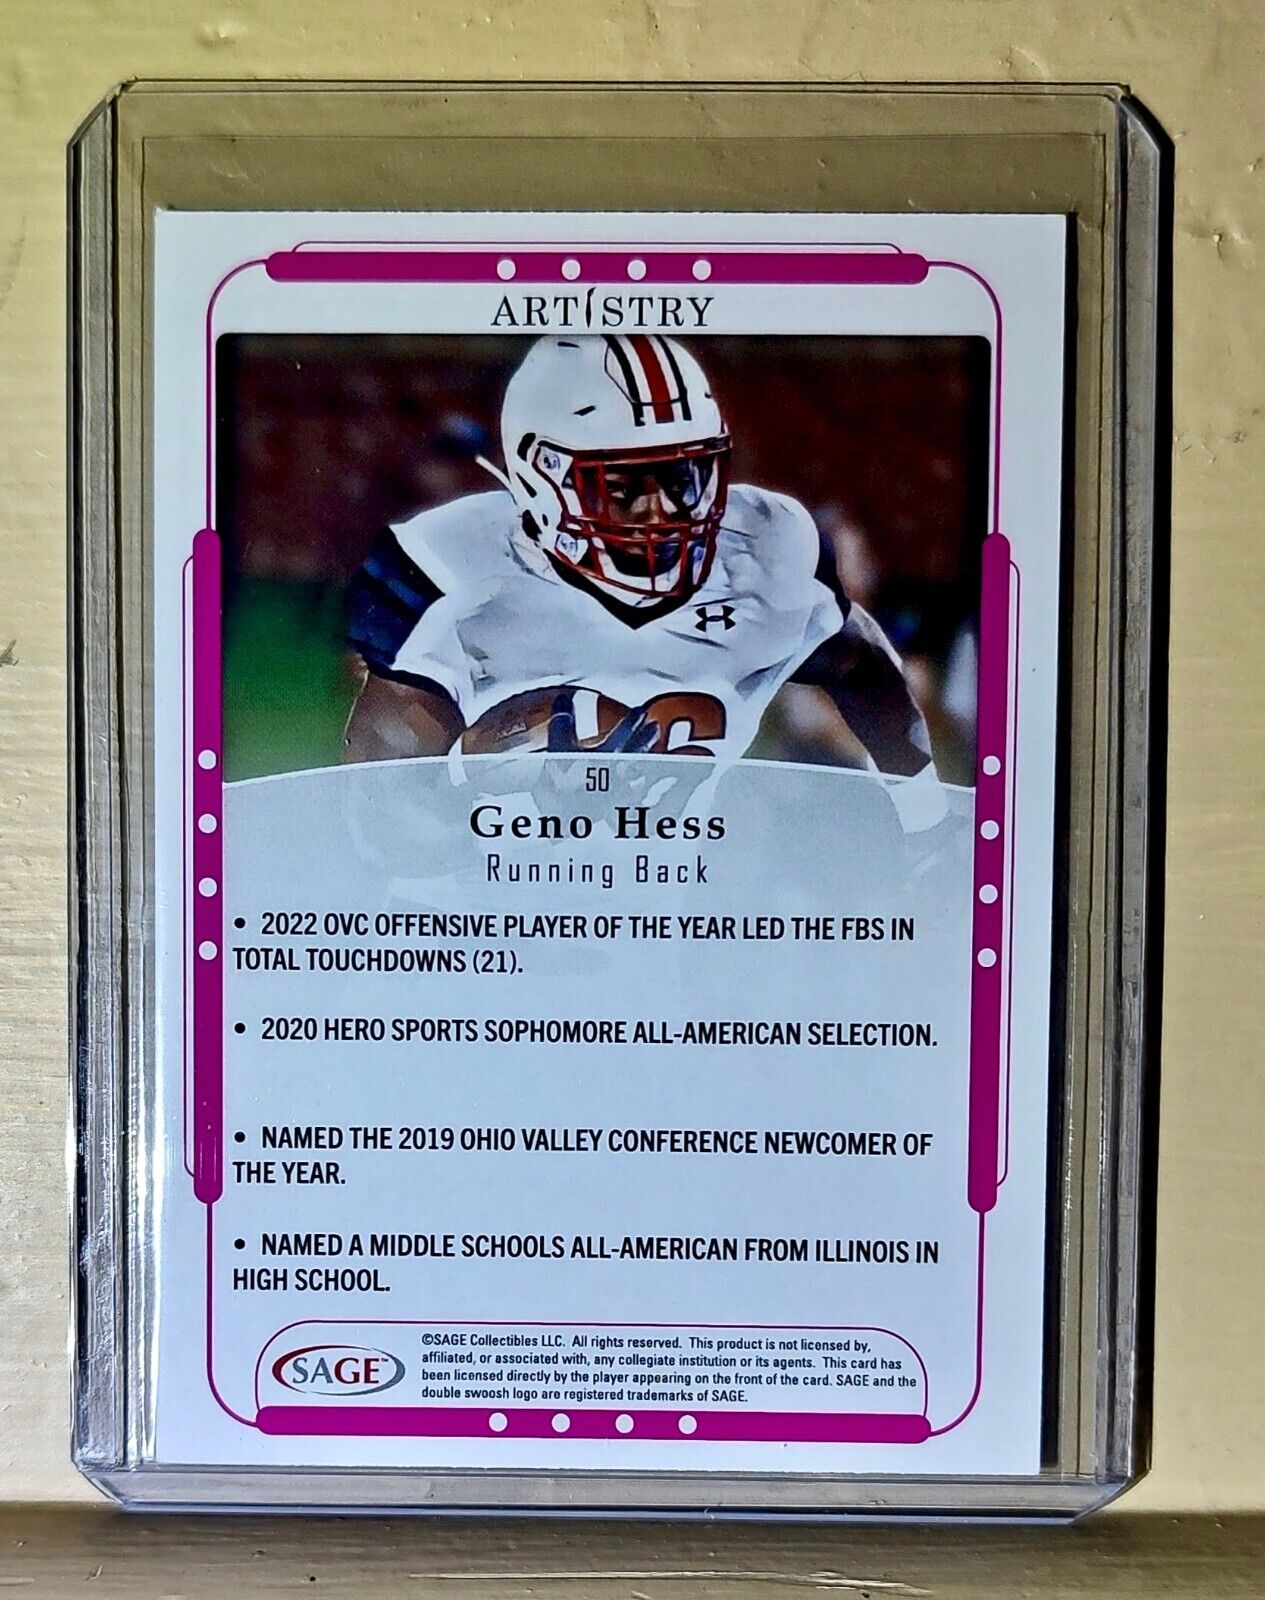 ARTISTRY
50
Geno Hess
Running Back
• 2022 OVC OFFENSIVE PLAYER OF THE YEAR LED THE FBS IN
TOTAL TOUCHDOWNS (21).
• 2020 HERO SPORTS SOPHOMORE ALL-AMERICAN SELECTION.
• NAMED THE 2019 OHIO VALLEY CONFERENCE NEWCOMER OF
THE YEAR.
• NAMED A MIDDLE SCHOOLS ALL-AMERICAN FROM ILLINOIS IN
HIGH SCHOOL.
SAGE™
©SAGE Collectibles LLC. All rights reserved. This product is not licensed by,
affiliated, or associated with, any collegiate institution or its agents. This card has
been licensed directly by the player appearing on the front of the card. SAGE and the
double swoosh logo are registered trademarks of SAGE.